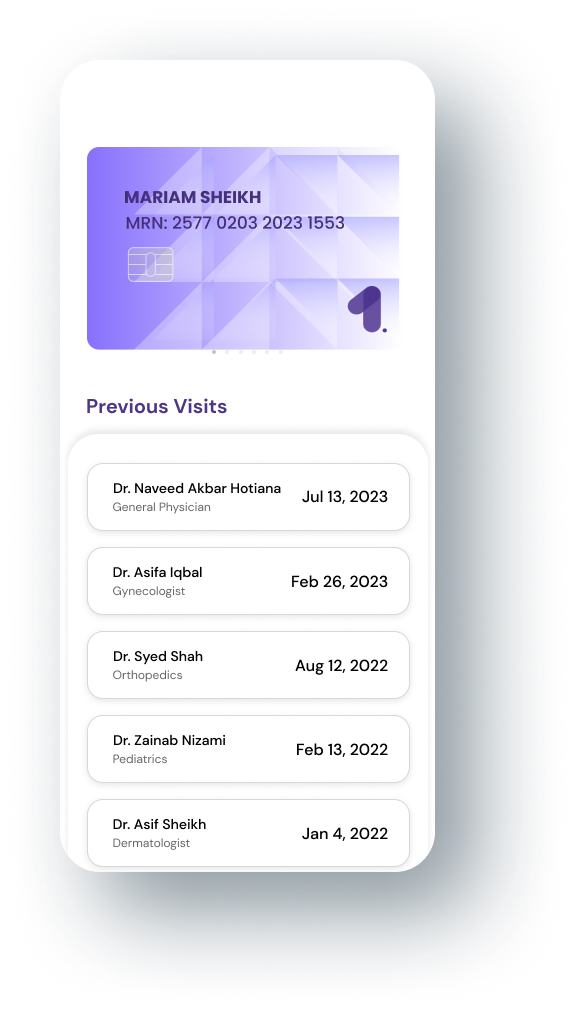 MARIAM SHEIKH
MRN: 2577 0203 2023 1553
Previous Visits
Dr. Naveed Akbar Hotiana
General Physician
Jul 13, 2023
Dr. Asifa Iqbal
Gynecologist
Feb 26, 2023
Dr. Syed Shah
Orthopedics
Aug 12, 2022
Dr. Zainab Nizami
Pediatrics
Feb 13, 2022
Dr. Asif Sheikh
Dermatologist
Jan 4, 2022